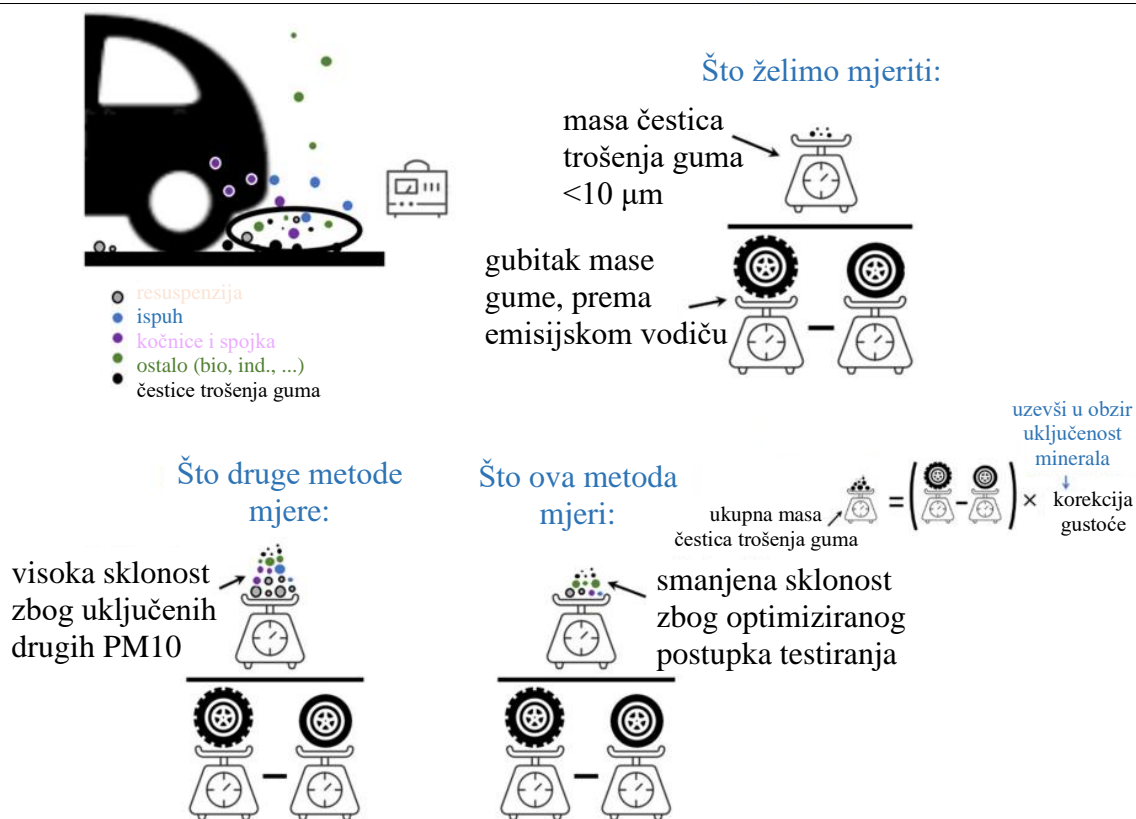 Što želimo mjeriti:
masa čestica
trošenja guma
<10 μm
gubitak mase
gume, prema
emisijskom vodiču
resuspenzija
ispuh
kočnice i spojka
ostalo (bio, ind., ...)
čestice trošenja guma
Što druge metode
mjere:
visoka sklonost
zbog uključenih
drugih PM10
Što ova metoda
mjeri:
smanjena sklonost
zbog optimiziranog
postupka testiranja
uzevši u obzir
uključenost
minerala
ukupna masa
čestica trošenja guma
= ( − ) × korekcija
gustoće